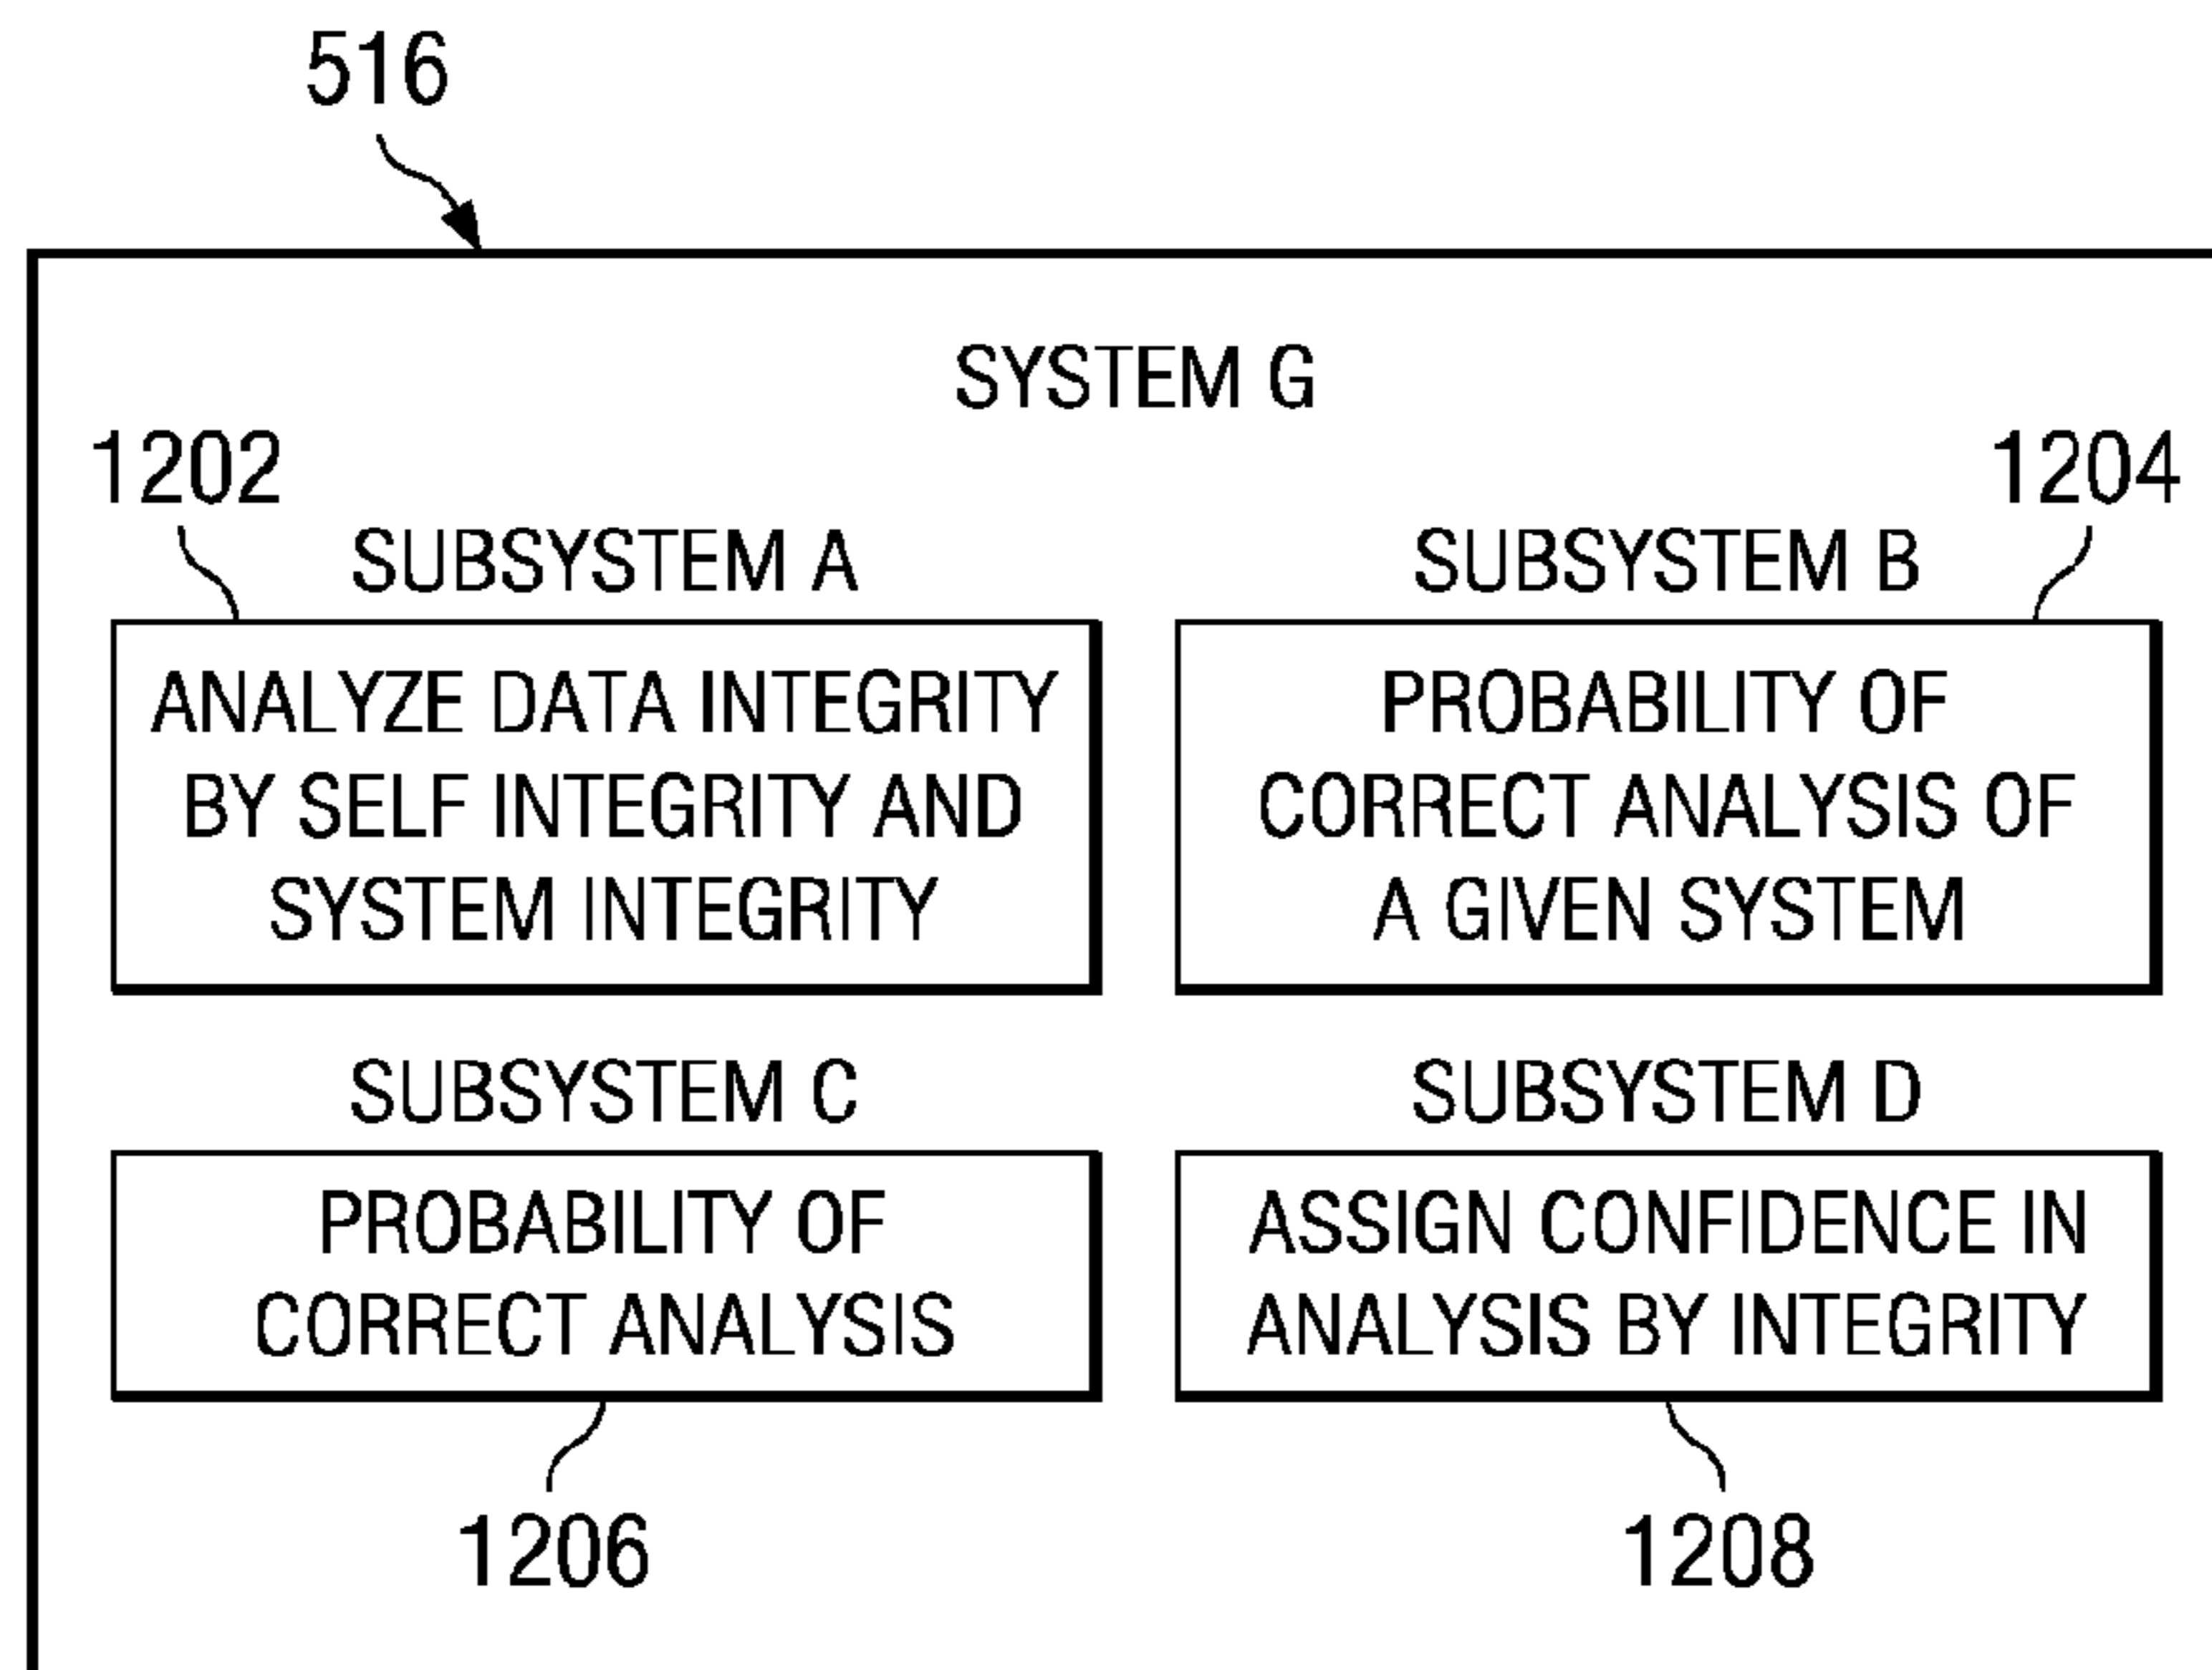 516
SYSTEM G
1202
1204
SUBSYSTEM A
SUBSYSTEM B
ANALYZE DATA INTEGRITY
BY SELF INTEGRITY AND
SYSTEM INTEGRITY
PROBABILITY OF
CORRECT ANALYSIS OF
A GIVEN SYSTEM
SUBSYSTEM C
SUBSYSTEM D
PROBABILITY OF
CORRECT ANALYSIS
ASSIGN CONFIDENCE IN
ANALYSIS BY INTEGRITY
1206
1208